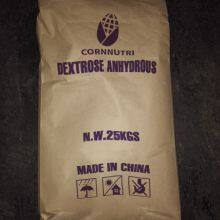 CORNNUTRI
DEXTROSE ANHYDROUS
N.W.25KGS
MADE IN CHINA